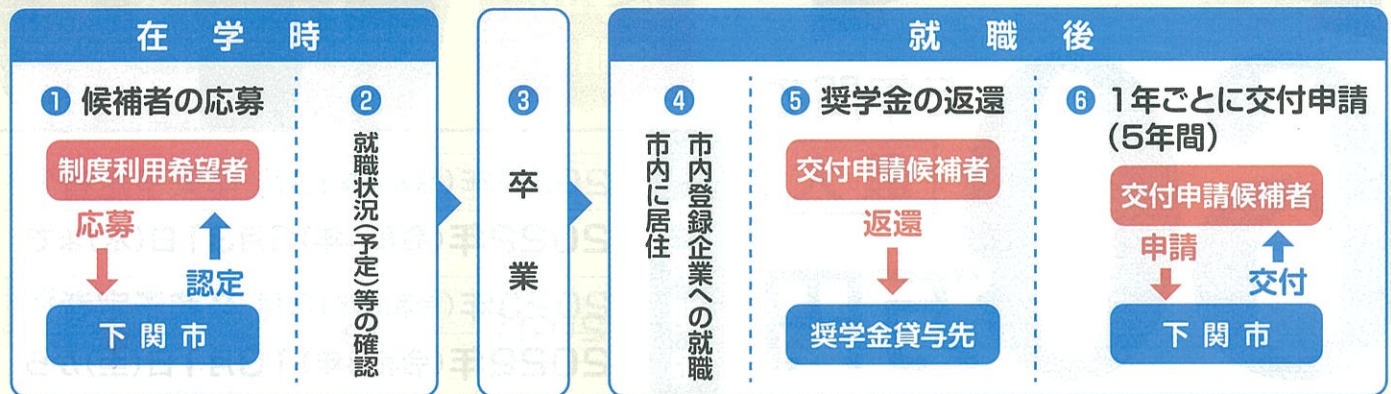 在学時
❶ 候補者の応募
制度利用希望者
応募
認定
下関市
❷
就職状況(予定)等の確認
❸
卒業
就職後
❹
市内登録企業への就職
市内に居住
❺ 奨学金の返還
交付申請候補者
返還
奨学金貸与先
❻ 1年ごとに交付申請
(5年間)
交付申請候補者
申請
交付
下関市